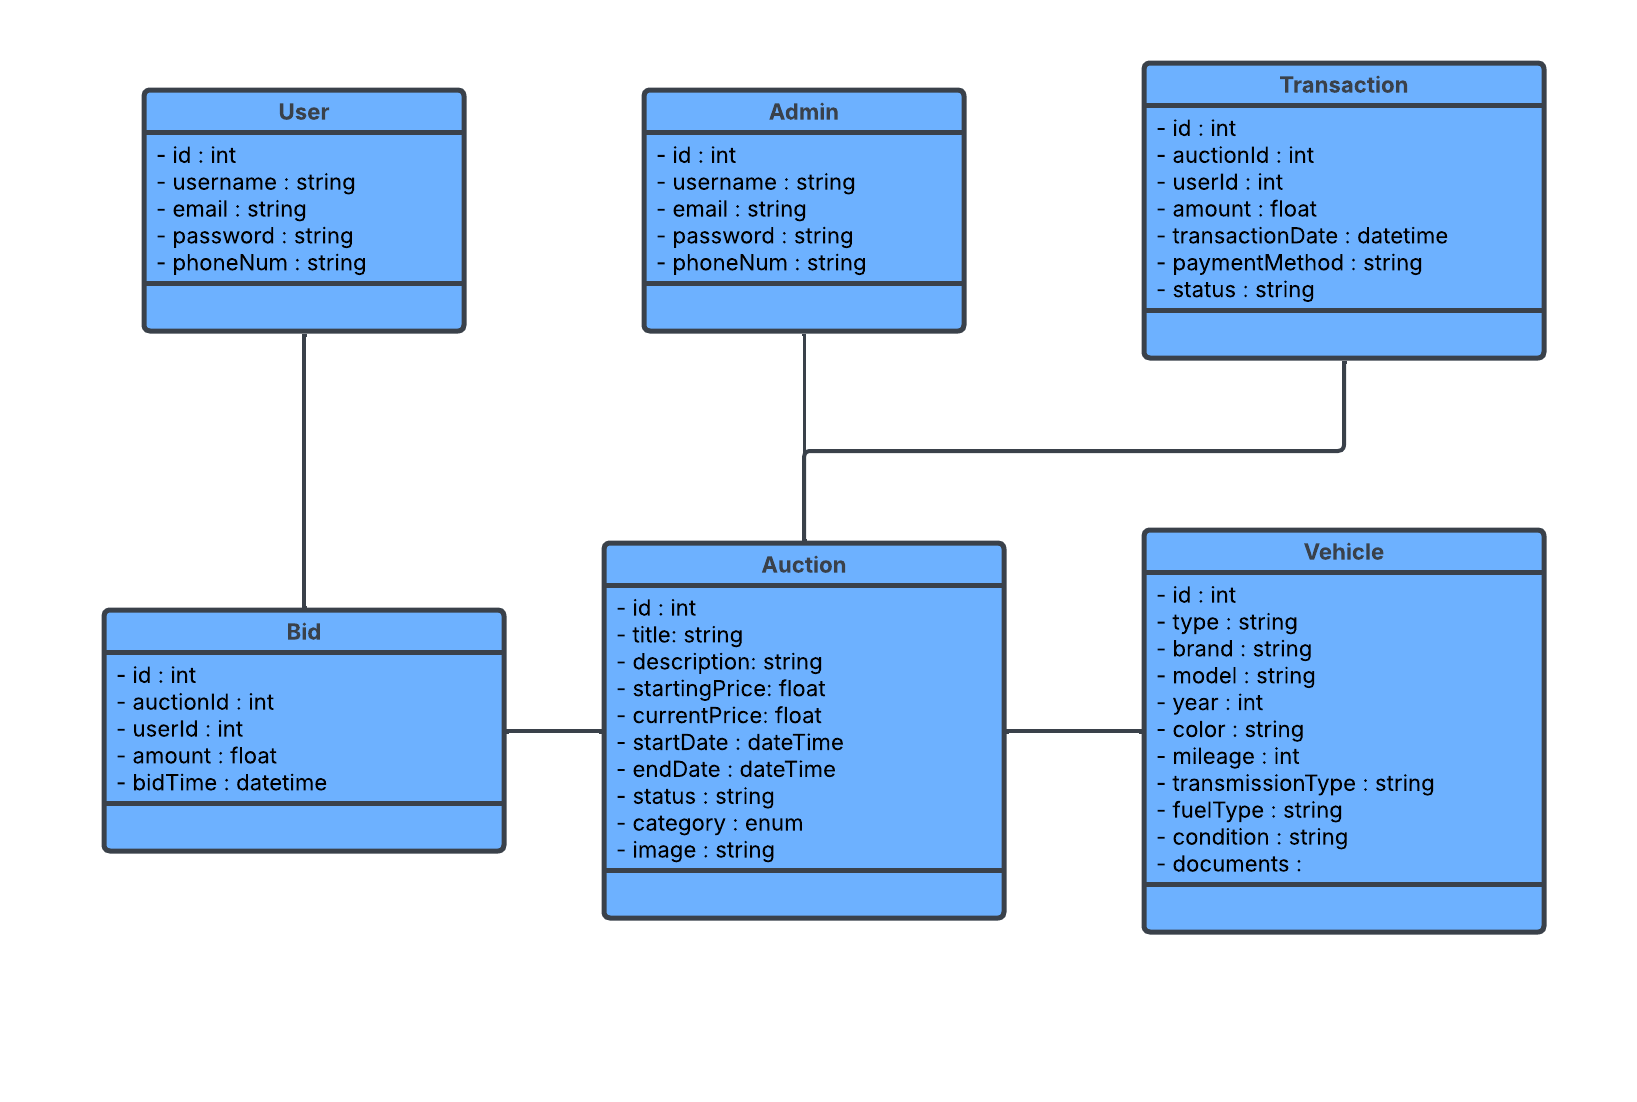 User
- id : int
- username : string
- email : string
- password : string
- phoneNum : string
Admin
- id : int
- username : string
- email : string
- password : string
- phoneNum : string
Transaction
- id : int
- auctionId : int
- userId : int
- amount : float
- transactionDate : datetime
- paymentMethod : string
- status : string
Bid
- id : int
- auctionId : int
- userId : int
- amount : float
- bidTime : datetime
Auction
- id : int
- title: string
- description: string
- startingPrice: float
- currentPrice: float
- startDate : dateTime
- endDate : dateTime
- status : string
- category : enum
- image : string
Vehicle
- id : int
- type : string
- brand : string
- model : string
- year : int
- color : string
- mileage : int
- transmissionType : string
- fuelType : string
- condition : string
- documents :